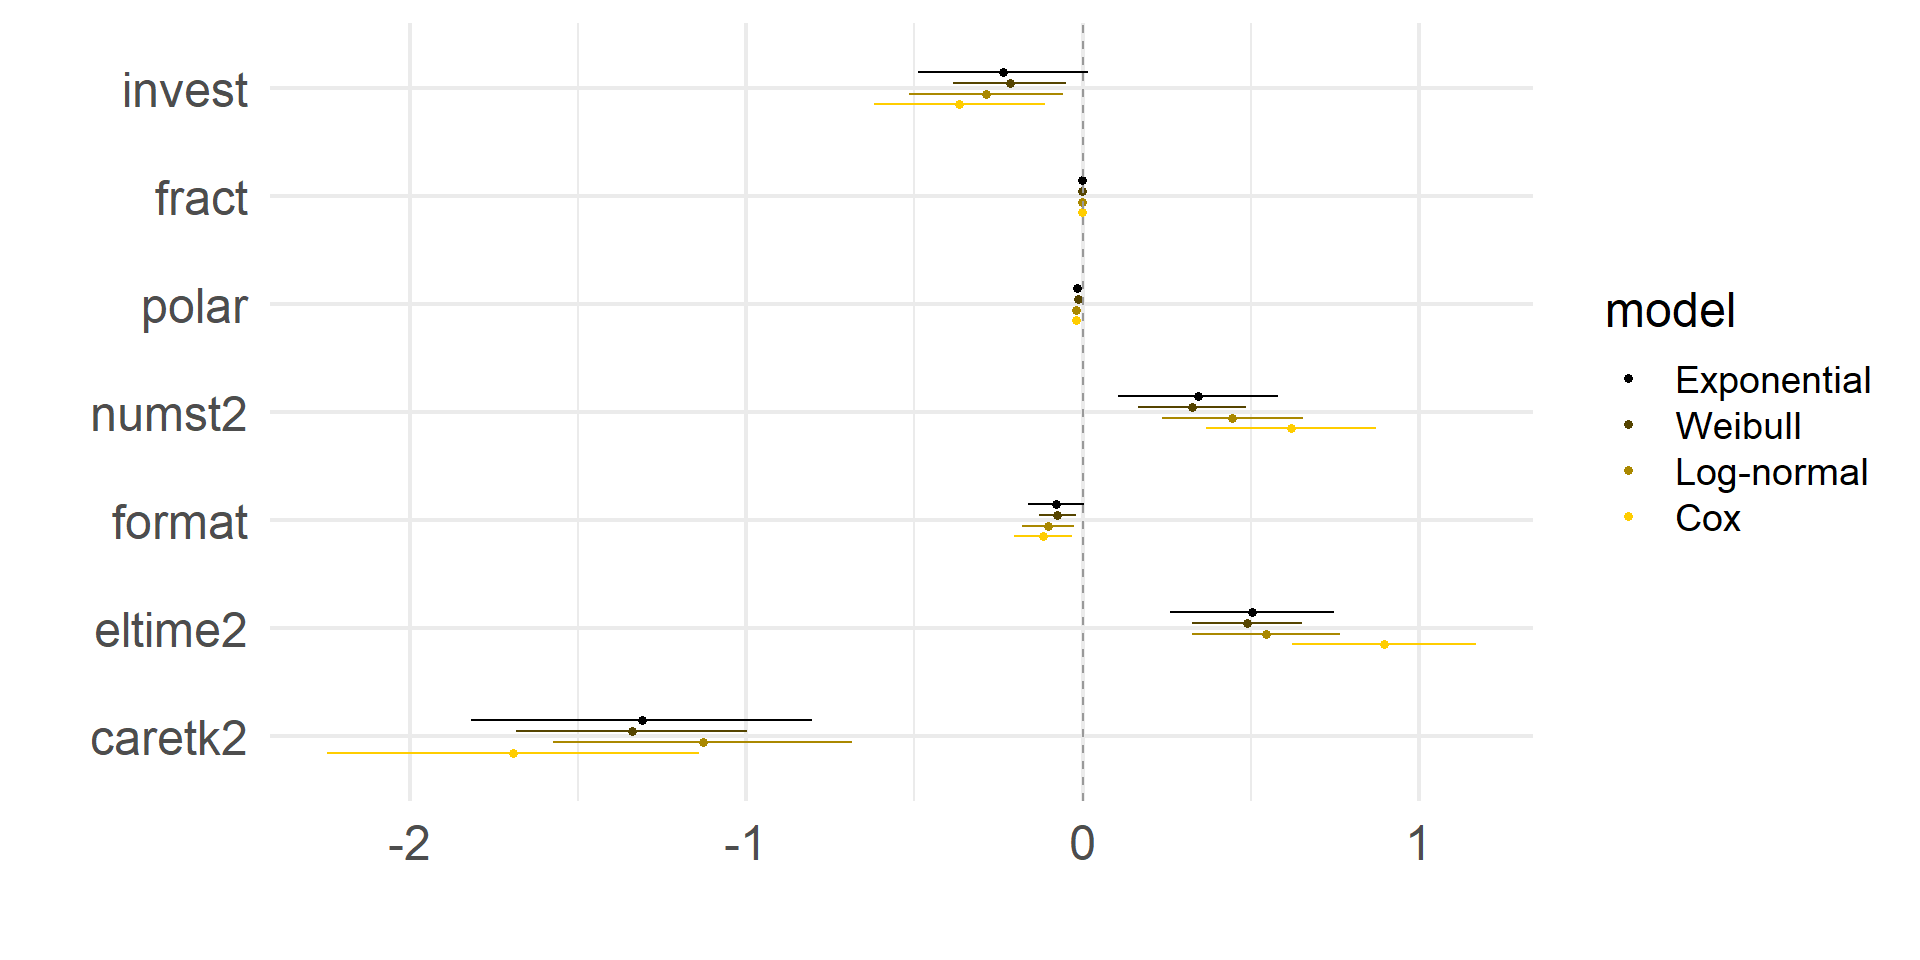 invest
fract
polar
numst2
format
eltime2
caretk2
-2 -1 0 1
model
Exponential
Weibull
Log-normal
Cox